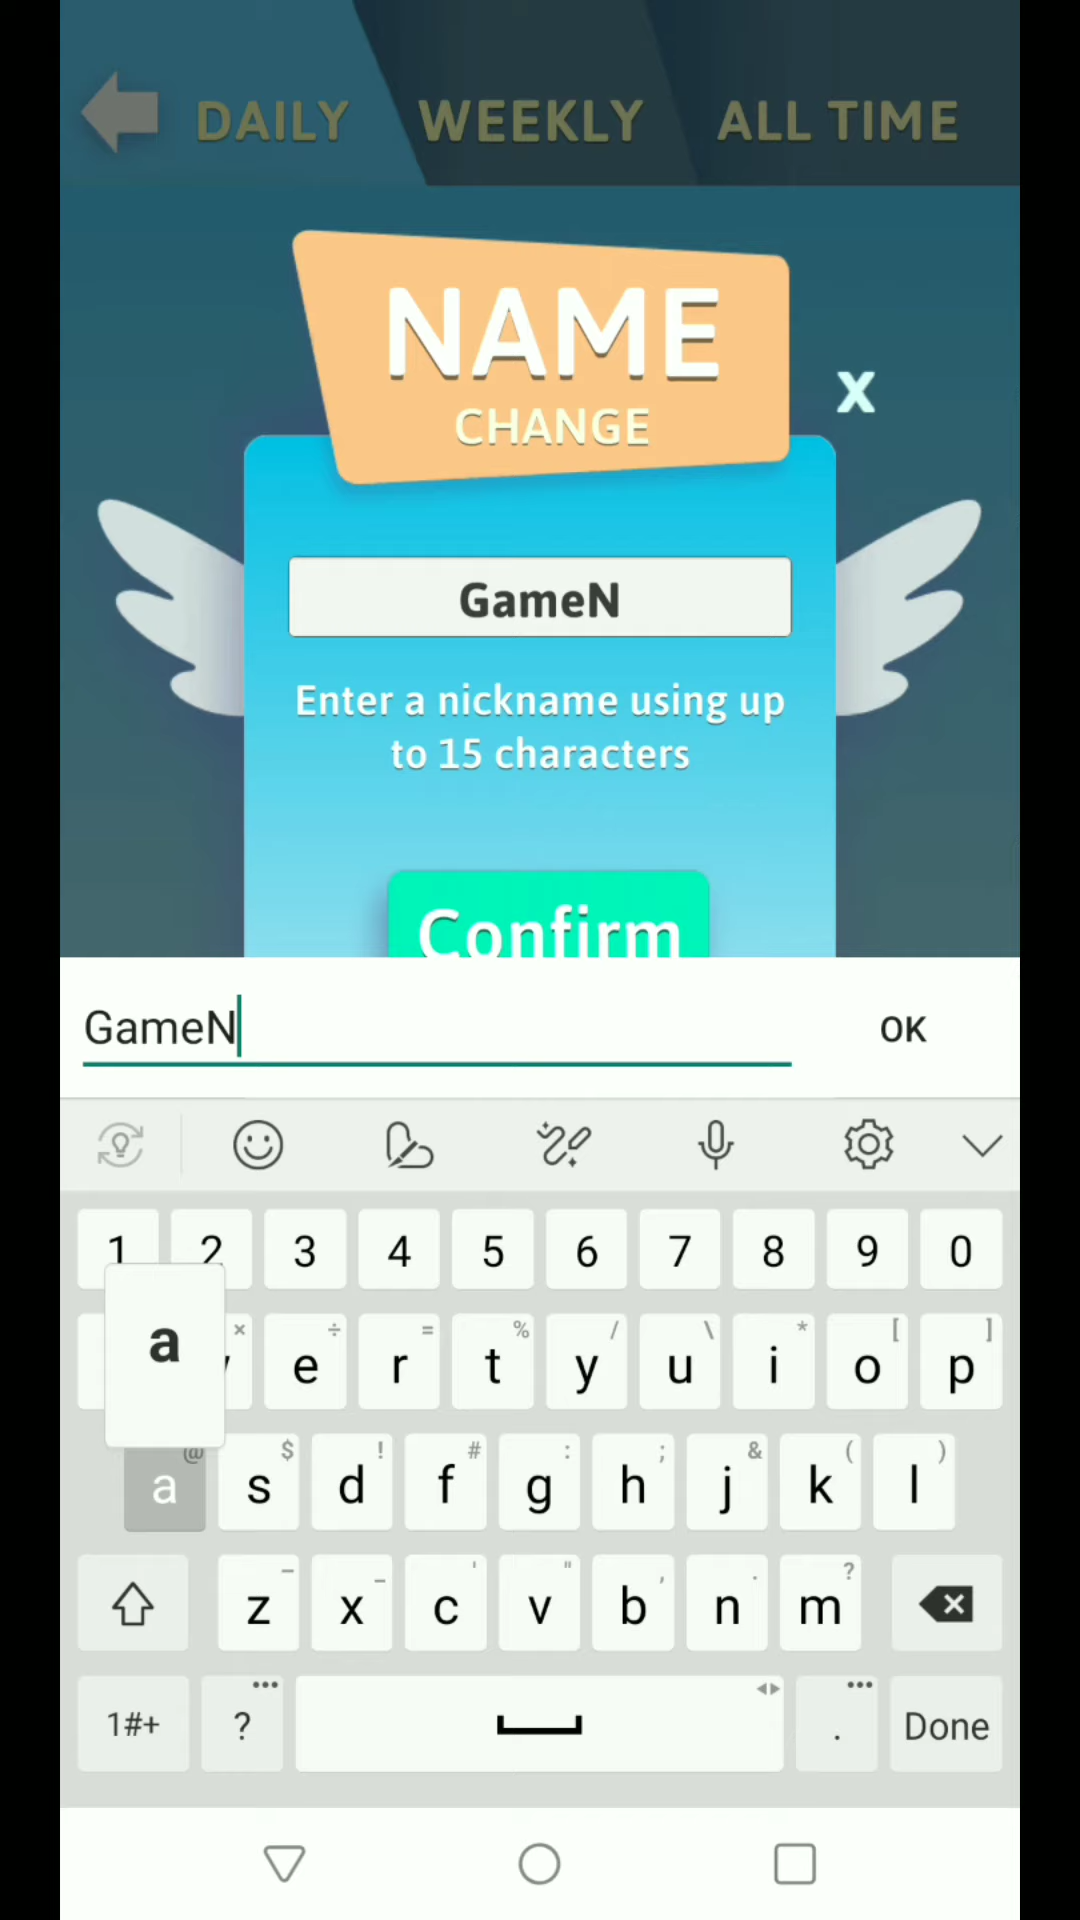 DAILY WEEKLY ALL TIME
NAME
CHANGE
X
GameN
Enter a nickname using up
to 15 characters
Confirm
GameN OK
1 2 3 4 5 6 7 8 9 0
a
× ÷ = % / \ * [ ]
e r t y u i o p
@ $ ! # : ; & ( )
a s d f g h j k l
– _ ' " , . ?
z x c v b n m
1#+ ? . Done